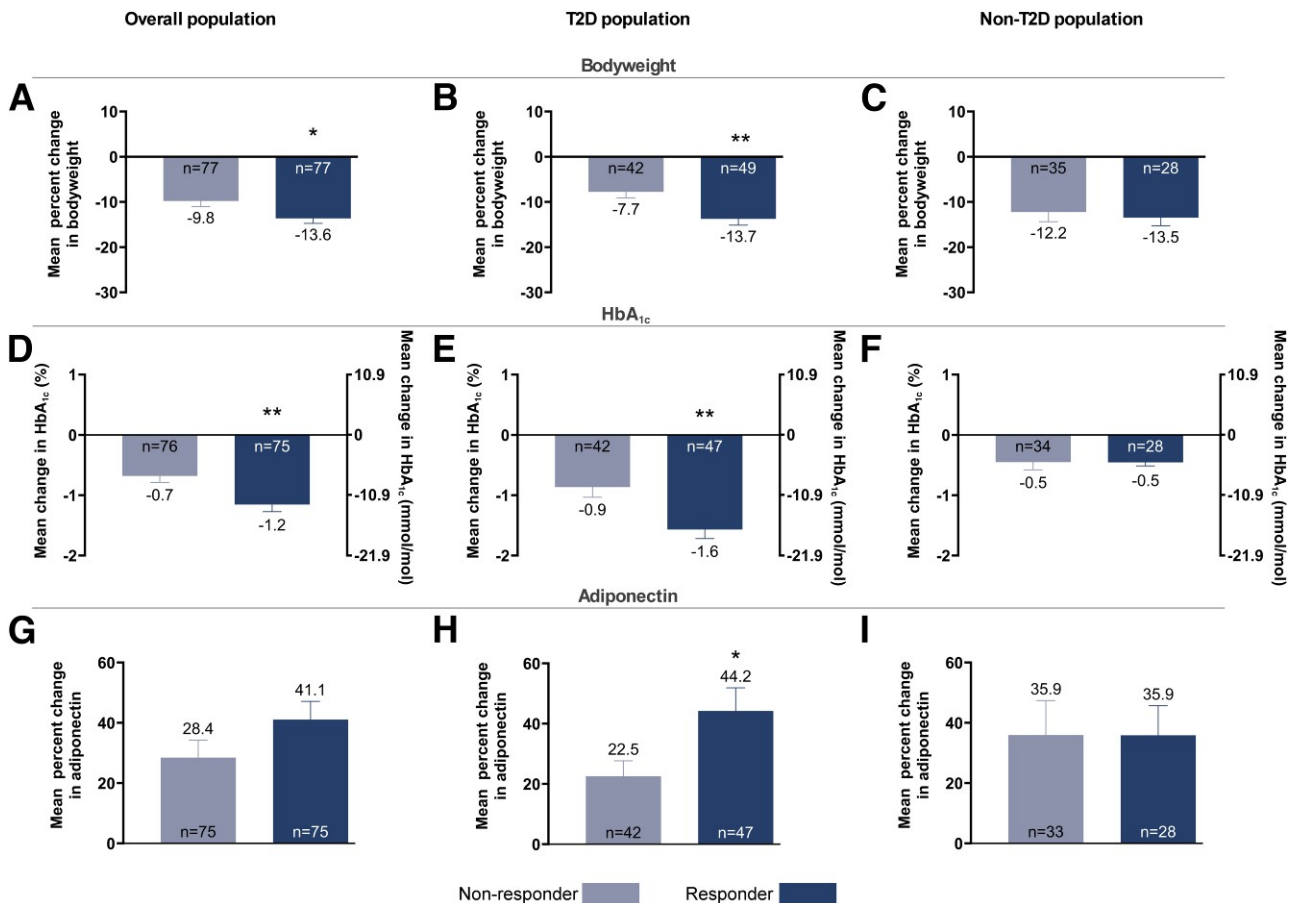 Overall population
T2D population
Non-T2D population
Bodyweight
A
Mean percent change
in bodyweight
10
0
-10
-20
-30
n=77
-9.8
*
n=77
-13.6
B
Mean percent change
in bodyweight
10
0
-10
-20
-30
n=42
-7.7
**
n=49
-13.7
C
Mean percent change
in bodyweight
10
0
-10
-20
-30
n=35
-12.2
n=28
-13.5
HbA1c
D
Mean change in HbA1c (%)
1
0
-1
-2
n=76
-0.7
**
n=75
-1.2
10.9
0
-10.9
-21.9
Mean change in HbA1c (mmol/mol)
E
Mean change in HbA1c (%)
1
0
-1
-2
n=42
-0.9
**
n=47
-1.6
10.9
0
-10.9
-21.9
Mean change in HbA1c (mmol/mol)
F
Mean change in HbA1c (%)
1
0
-1
-2
n=34
-0.5
n=28
-0.5
10.9
0
-10.9
-21.9
Mean change in HbA1c (mmol/mol)
Adiponectin
G
Mean percent change
in adiponectin
60
40
20
0
28.4
n=75
41.1
n=75
H
Mean percent change
in adiponectin
60
40
20
0
22.5
n=42
*
44.2
n=47
I
Mean percent change
in adiponectin
60
40
20
0
35.9
n=33
35.9
n=28
Non-responder
Responder